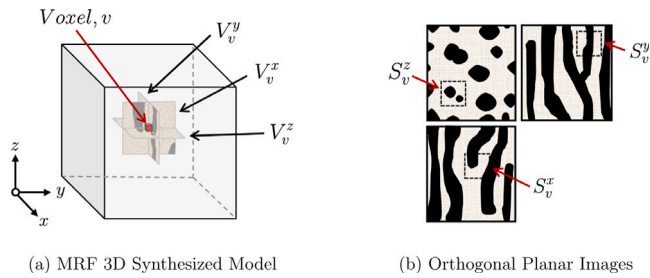 Voxel, v
V_v^y
V_v^x
V_v^z
z
y
x
(a) MRF 3D Synthesized Model
S_v^z
S_v^y
S_v^x
(b) Orthogonal Planar Images